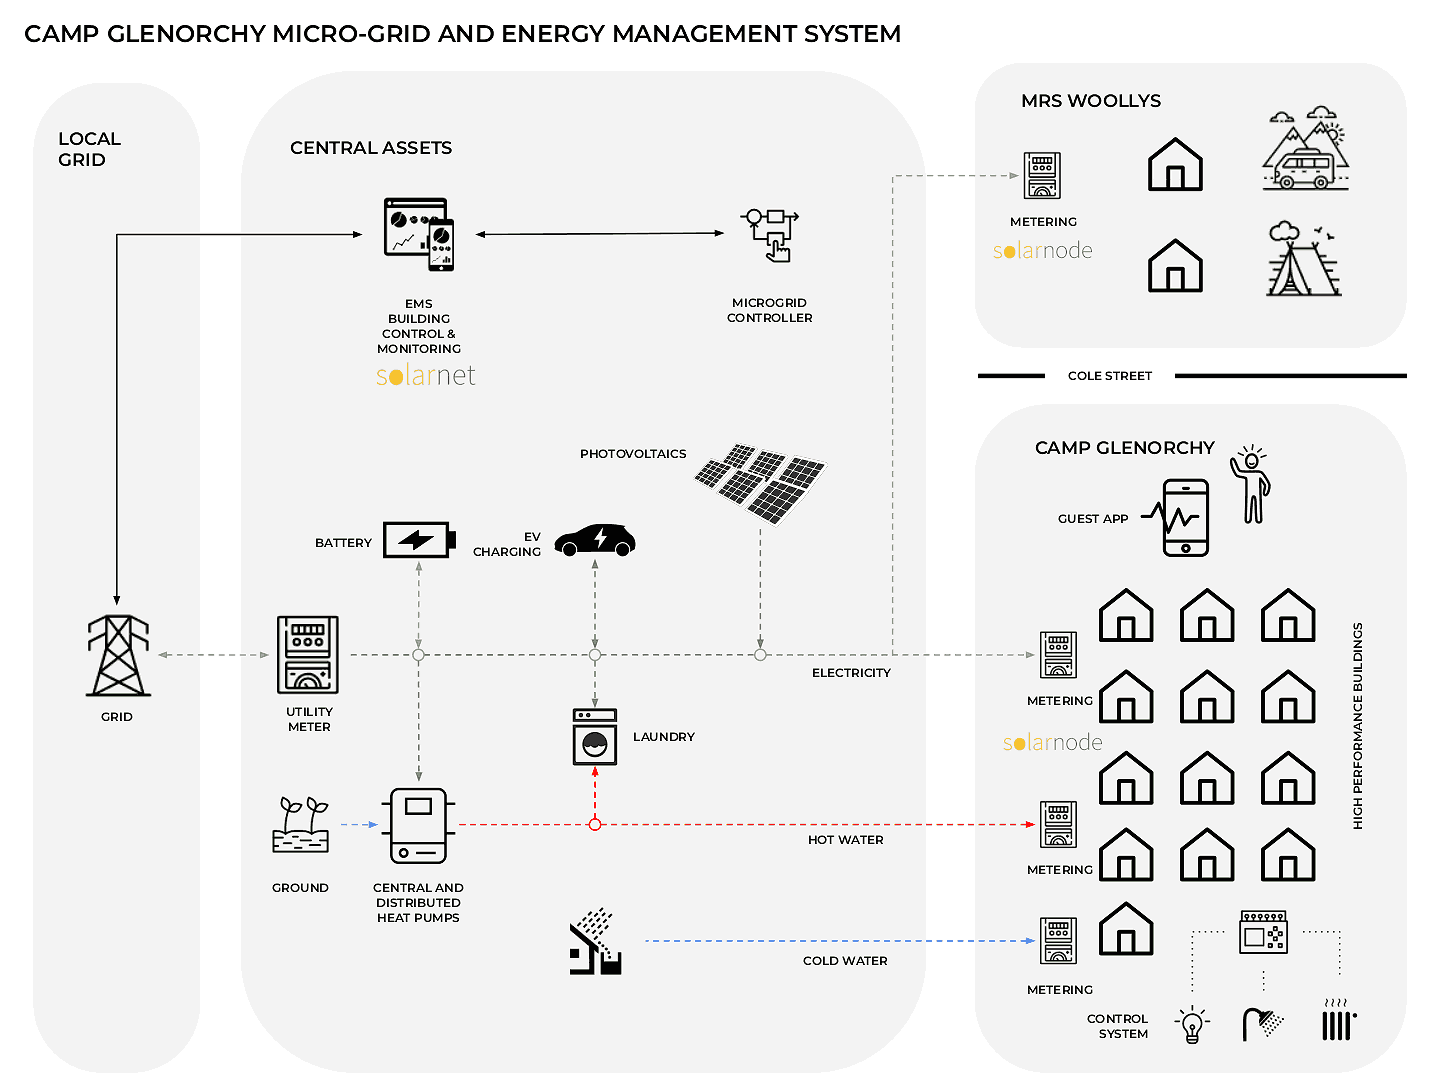 CAMP GLENORCHY MICRO-GRID AND ENERGY MANAGEMENT SYSTEM
LOCAL
GRID
CENTRAL ASSETS
EMS
BUILDING
CONTROL &
MONITORING
solarnet
MICROGRID
CONTROLLER
MRS WOOLLYS
METERING
solarnode
COLE STREET
CAMP GLENORCHY
GUEST APP
PHOTOVOLTAICS
BATTERY
EV
CHARGING
ELECTRICITY
GRID
UTILITY
METER
LAUNDRY
METERING
solarnode
HIGH PERFORMANCE BUILDINGS
HOT WATER
METERING
GROUND
CENTRAL AND
DISTRIBUTED
HEAT PUMPS
COLD WATER
METERING
CONTROL
SYSTEM